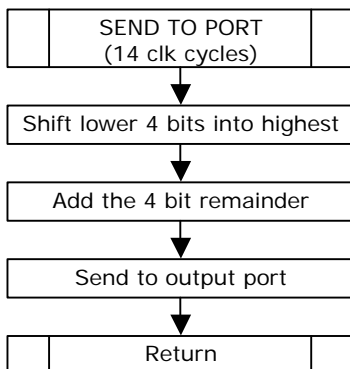 SEND TO PORT
(14 clk cycles)
Shift lower 4 bits into highest
Add the 4 bit remainder
Send to output port
Return